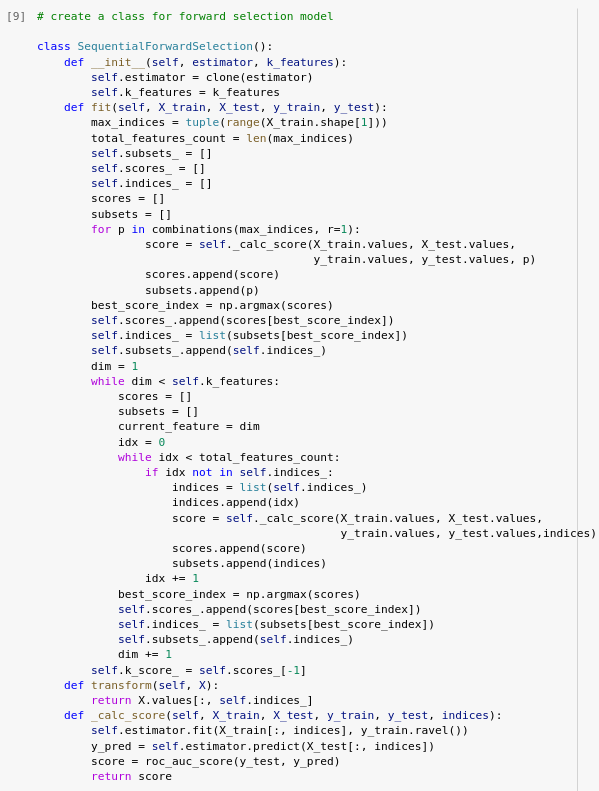 [9] # create a class for forward selection model
class SequentialForwardSelection():
    def __init__(self, estimator, k_features):
        self.estimator = clone(estimator)
        self.k_features = k_features
    def fit(self, X_train, X_test, y_train, y_test):
        max_indices = tuple(range(X_train.shape[1]))
        total_features_count = len(max_indices)
        self.subsets_ = []
        self.scores_ = []
        self.indices_ = []
        scores = []
        subsets = []
        for p in combinations(max_indices, r=1):
                score = self._calc_score(X_train.values, X_test.values,
                                         y_train.values, y_test.values, p)
                scores.append(score)
                subsets.append(p)
        best_score_index = np.argmax(scores)
        self.scores_.append(scores[best_score_index])
        self.indices_ = list(subsets[best_score_index])
        self.subsets_.append(self.indices_)
        dim = 1
        while dim < self.k_features:
            scores = []
            subsets = []
            current_feature = dim
            idx = 0
            while idx < total_features_count:
                if idx not in self.indices_:
                    indices = list(self.indices_)
                    indices.append(idx)
                    score = self._calc_score(X_train.values, X_test.values,
                                             y_train.values, y_test.values,indices)
                    scores.append(score)
                    subsets.append(indices)
                idx += 1
            best_score_index = np.argmax(scores)
            self.scores_.append(scores[best_score_index])
            self.indices_ = list(subsets[best_score_index])
            self.subsets_.append(self.indices_)
            dim += 1
        self.k_score_ = self.scores_[-1]
    def transform(self, X):
        return X.values[:, self.indices_]
    def _calc_score(self, X_train, X_test, y_train, y_test, indices):
        self.estimator.fit(X_train[:, indices], y_train.ravel())
        y_pred = self.estimator.predict(X_test[:, indices])
        score = roc_auc_score(y_test, y_pred)
        return score